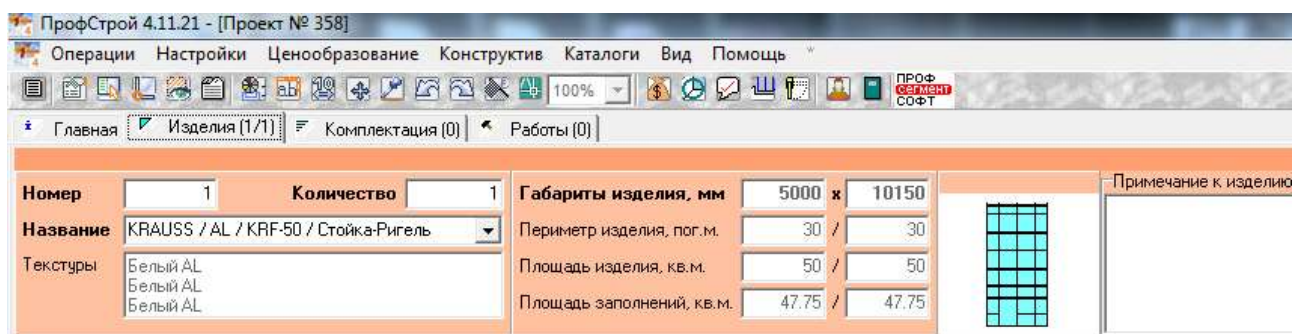 ПрофСтрой 4.11.21 - [Проект № 358]
Операции Настройки Ценообразование Конструктив Каталоги Вид Помощь
100% ПРОФ СЕГМЕНТ СОФТ
Главная Изделия (1/1) Комплектация (0) Работы (0)
Номер 1 Количество 1 Габариты изделия, мм 5000 x 10150 Примечание к изделию
Название KRAUSS / AL / KRF-50 / Стойка-Ригель Периметр изделия, пог.м. 30 / 30
Текстуры Белый AL Площадь изделия, кв.м. 50 / 50
Белый AL
Белый AL Площадь заполнений, кв.м. 47.75 / 47.75